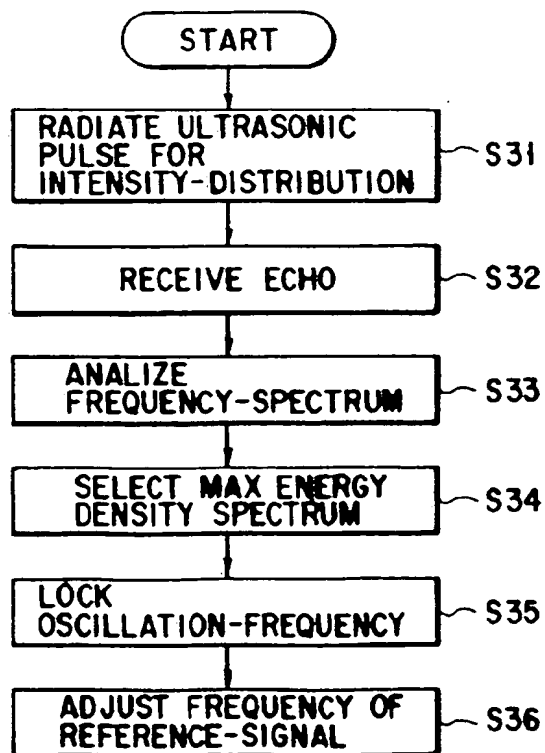 START
RADIATE ULTRASONIC
PULSE FOR
INTENSITY-DISTRIBUTION
S31
RECEIVE ECHO
S32
ANALIZE
FREQUENCY-SPECTRUM
S33
SELECT MAX ENERGY
DENSITY SPECTRUM
S34
LOCK
OSCILLATION-FREQUENCY
S35
ADJUST FREQUENCY OF
REFERENCE-SIGNAL
S36